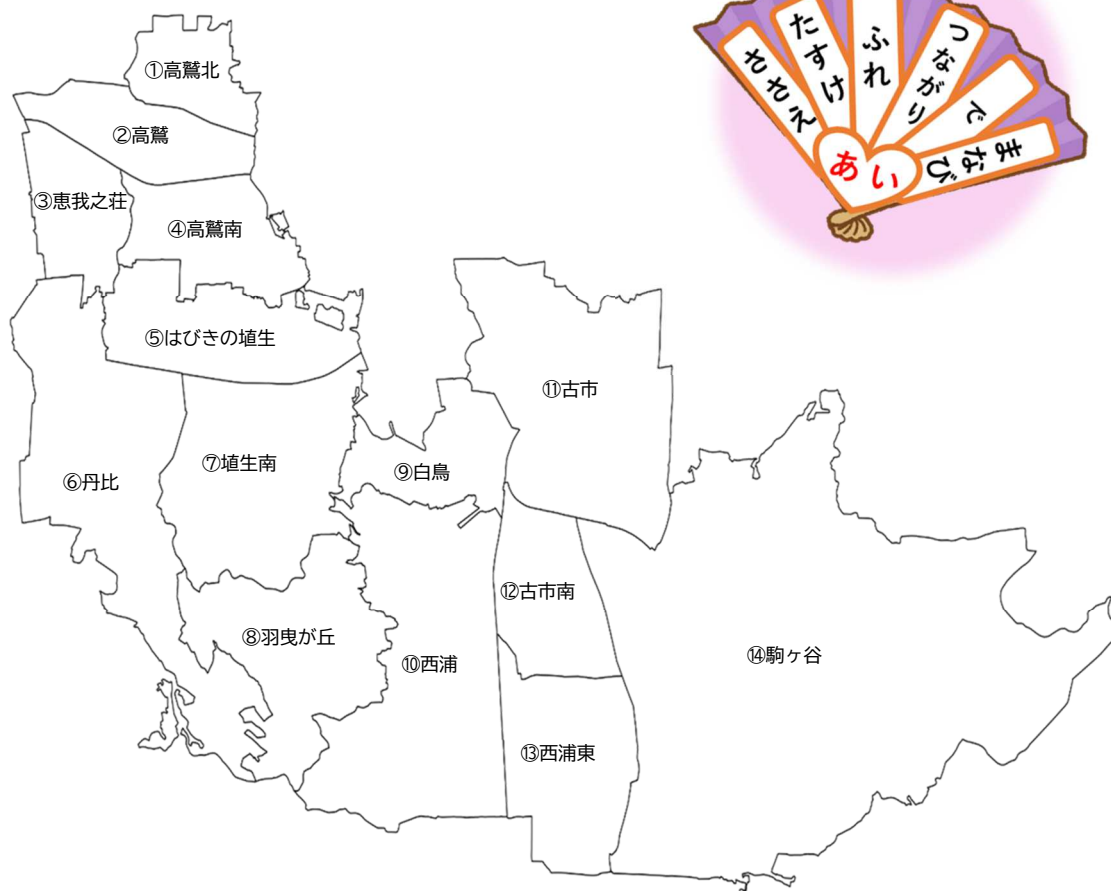 ①高鷲北
②高鷲
③恵我之荘
④高鷲南
⑤はびきの埴生
⑥丹比
⑦埴生南
⑧羽曳が丘
⑨白鳥
⑩西浦
⑪古市
⑫古市南
⑬西浦東
⑭駒ヶ谷
ささえ
たすけ
ふれ
つながり
で
まなび
あい